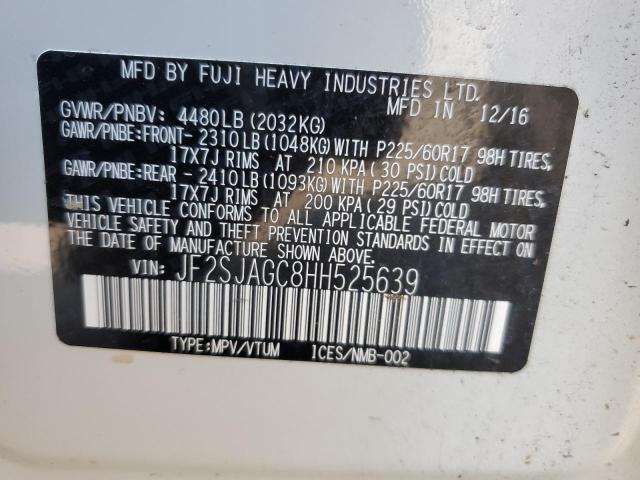 MFD BY FUJI HEAVY INDUSTRIES LTD.
MFD IN 12/16
GVWR/PNBV: 4480LB(2032KG)
GAWR/PNBE:FRONT- 2310LB(1048KG)WITH P225/60R17 98H TIRES,
17X7J RIMS AT 210 KPA(30 PSI)COLD
GAWR/PNBE:REAR - 2410LB(1093KG)WITH P225/60R17 98H TIRES,
17X7J RIMS AT 200 KPA(29 PSI)COLD
THIS VEHICLE CONFORMS TO ALL APPLICABLE FEDERAL MOTOR
VEHICLE SAFETY AND THEFT PREVENTION STANDARDS IN EFFECT ON
THE DATE OF MANUFACTURE SHOWN ABOVE.
VIN: JF2SJAGC8HH525639
TYPE:MPV/VTUM ICES/NMB-002